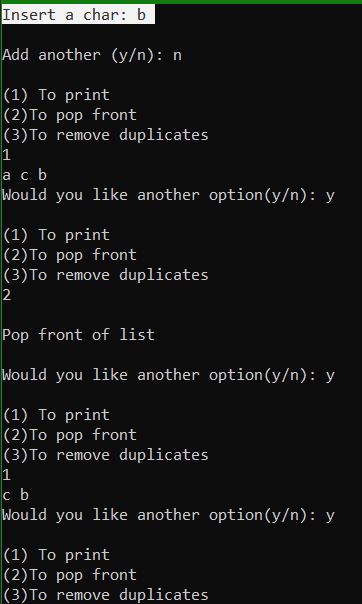 Insert a char: b
Add another (y/n): n
(1) To print
(2)To pop front
(3)To remove duplicates
1
a c b
Would you like another option(y/n): y
(1) To print
(2)To pop front
(3)To remove duplicates
2
Pop front of list
Would you like another option(y/n): y
(1) To print
(2)To pop front
(3)To remove duplicates
1
c b
Would you like another option(y/n): y
(1) To print
(2)To pop front
(3)To remove duplicates